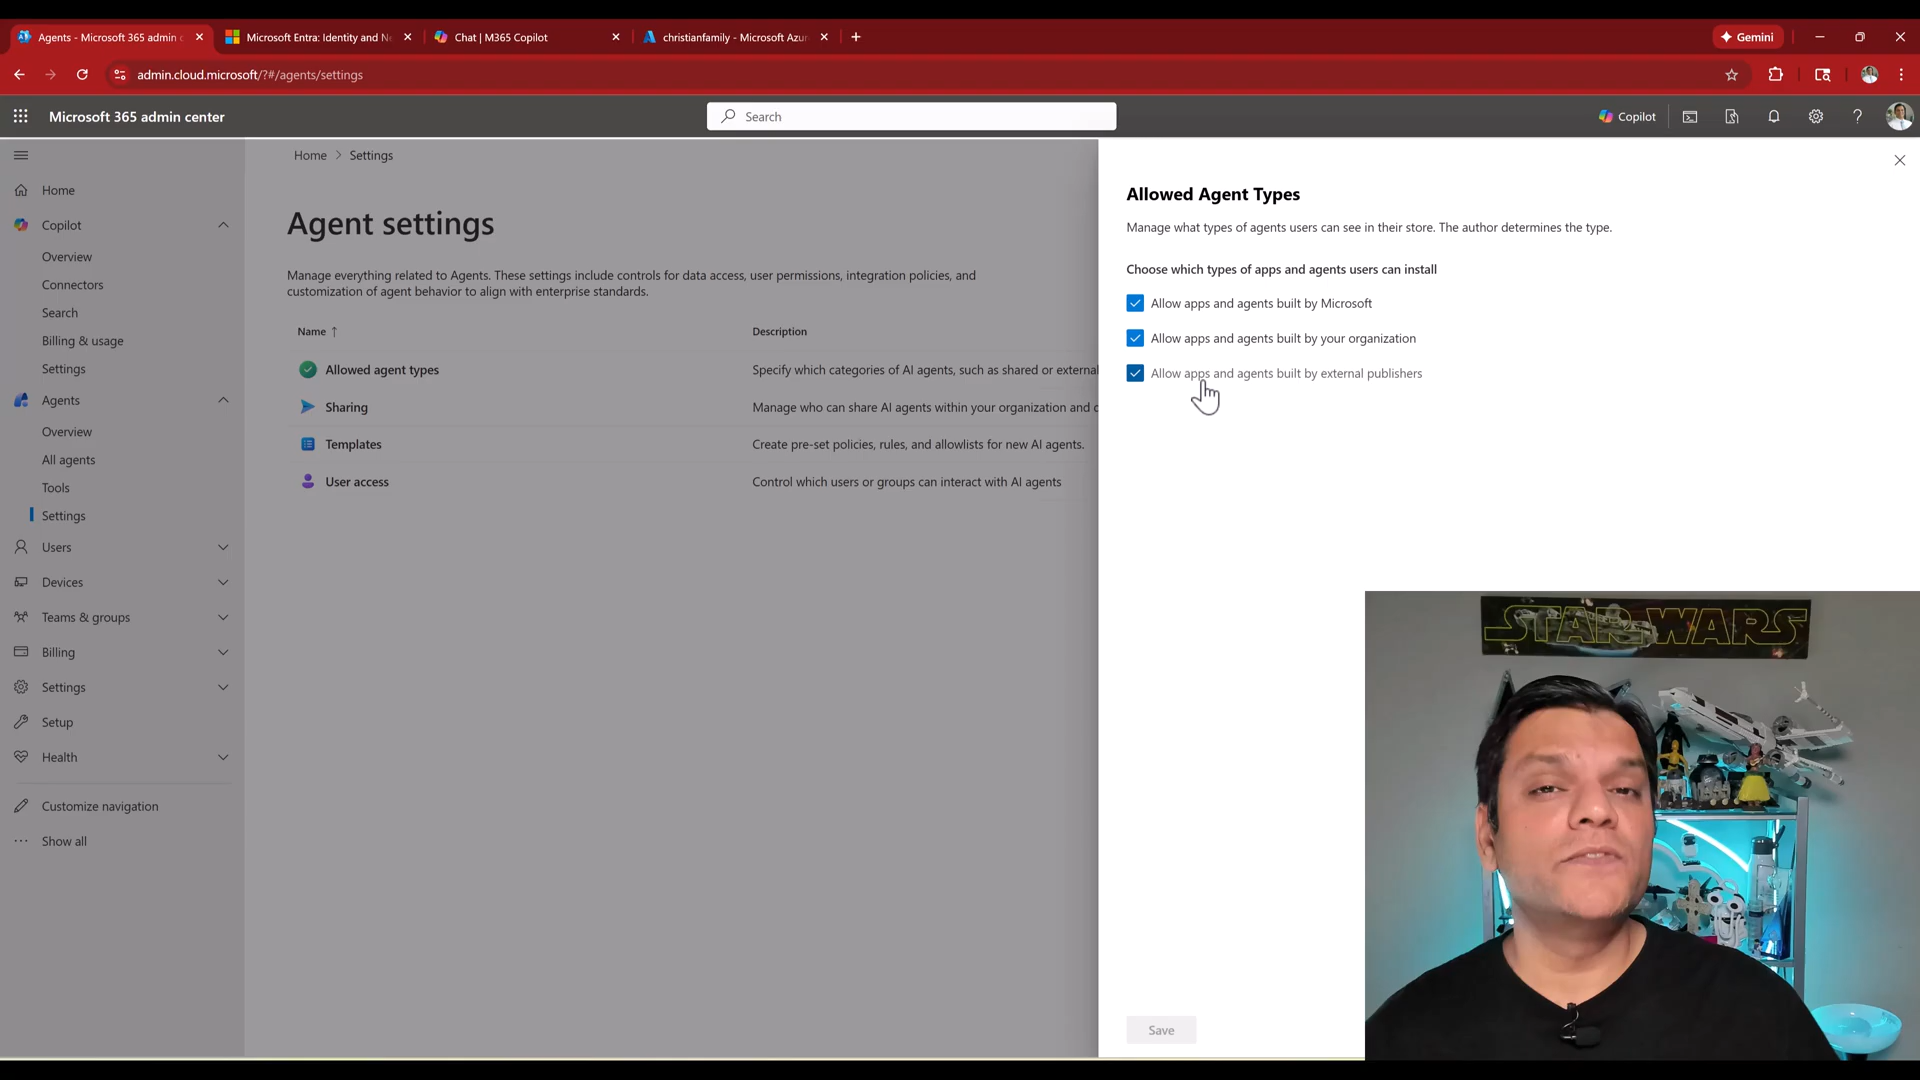 Agents - Microsoft 365 admin c
Microsoft Entra: Identity and Ne
Chat | M365 Copilot
christianfamily - Microsoft Azur
Gemini
admin.cloud.microsoft/?#/agents/settings
Microsoft 365 admin center
Search
Copilot
Home
Copilot
Overview
Connectors
Search
Billing & usage
Settings
Agents
Overview
All agents
Tools
Settings
Users
Devices
Teams & groups
Billing
Settings
Setup
Health
Customize navigation
Show all
Home > Settings
Agent settings
Manage everything related to Agents. These settings include controls for data access, user permissions, integration policies, and
customization of agent behavior to align with enterprise standards.
Name ↑ Description
Allowed agent types Specify which categories of AI agents, such as shared or external
Sharing Manage who can share AI agents within your organization and c
Templates Create pre-set policies, rules, and allowlists for new AI agents.
User access Control which users or groups can interact with AI agents
Allowed Agent Types
Manage what types of agents users can see in their store. The author determines the type.
Choose which types of apps and agents users can install
Allow apps and agents built by Microsoft
Allow apps and agents built by your organization
Allow apps and agents built by external publishers
Save
STAR WARS